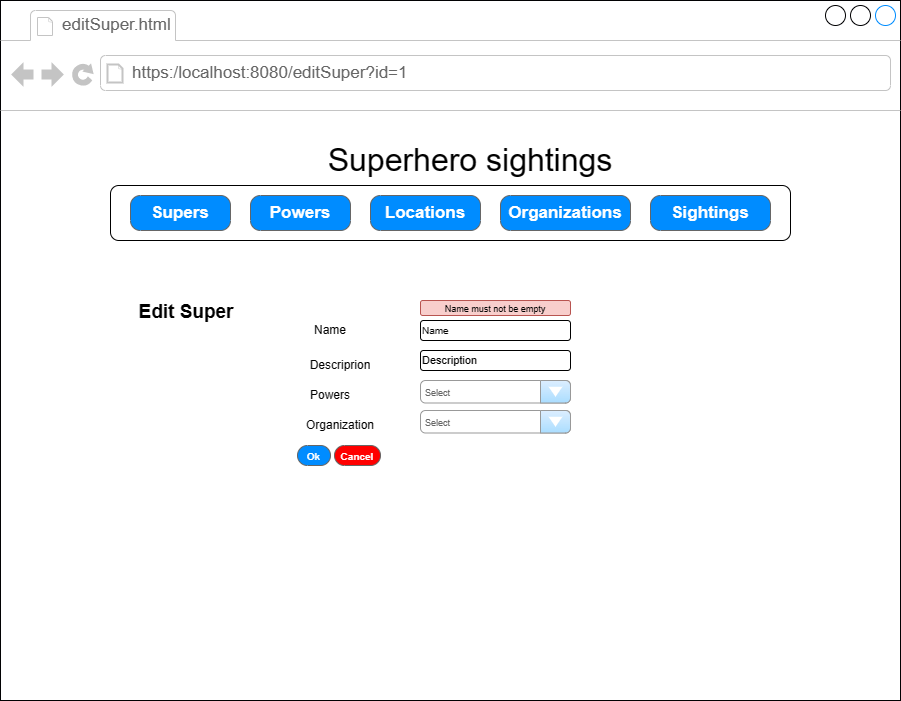 editSuper.html
https:/localhost:8080/editSuper?id=1
Superhero sightings
Supers Powers Locations Organizations Sightings
Edit Super
Name must not be empty
Name Name
Descriprion Description
Powers Select
Organization Select
Ok Cancel